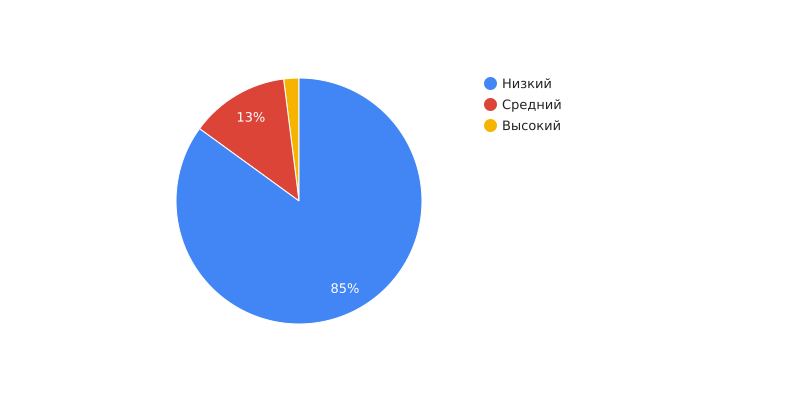 Низкий
Средний
Высокий
13%
85%